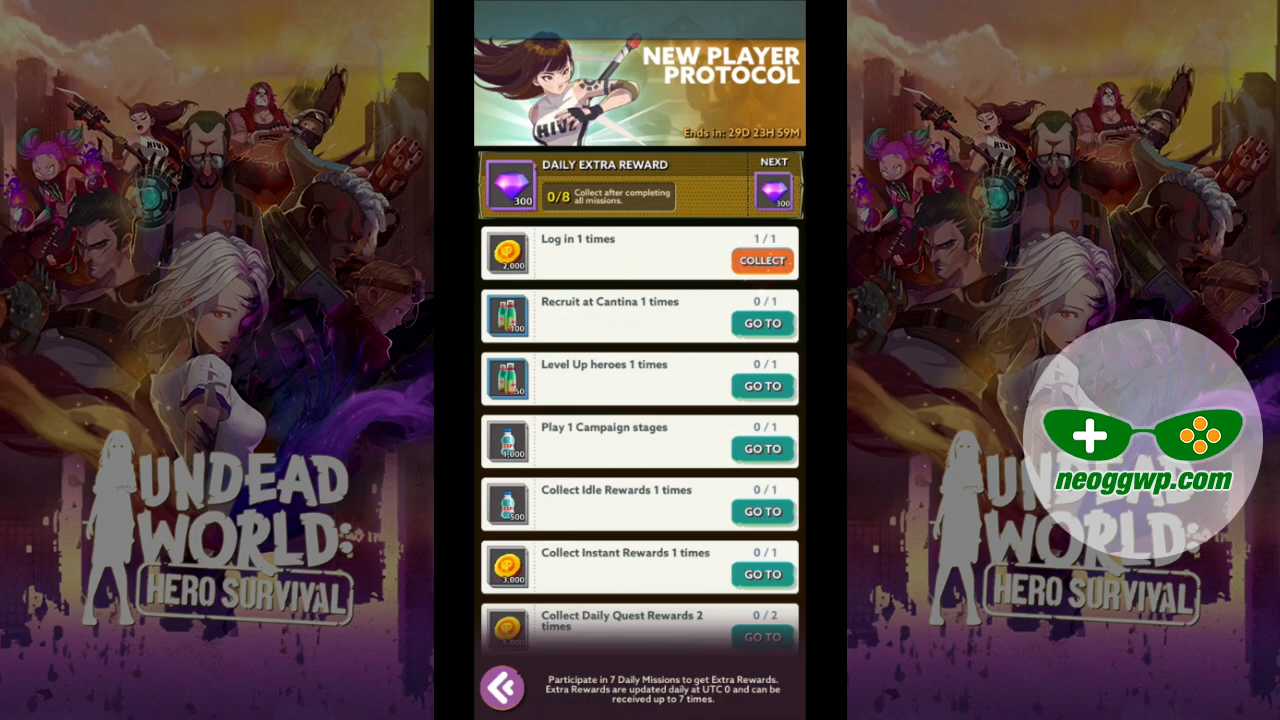 NEW PLAYER
PROTOCOL
HIVE
Ends in: 29D 23H 59M
DAILY EXTRA REWARD
NEXT
300
0/8
Collect after completing
all missions.
300
Log in 1 times
1 / 1
2,000
COLLECT
Recruit at Cantina 1 times
0 / 1
100
GO TO
Level Up heroes 1 times
0 / 1
50
GO TO
Play 1 Campaign stages
0 / 1
EXP
1,000
GO TO
Collect Idle Rewards 1 times
0 / 1
EXP
500
GO TO
Collect Instant Rewards 1 times
0 / 1
3,000
GO TO
Collect Daily Quest Rewards 2
times
0 / 2
GO TO
Participate in 7 Daily Missions to get Extra Rewards.
Extra Rewards are updated daily at UTC 0 and can be
received up to 7 times.
UNDEAD
WORLD:
HERO SURVIVAL
UNDEAD
WORLD:
HERO SURVIVAL
neoggwp.com